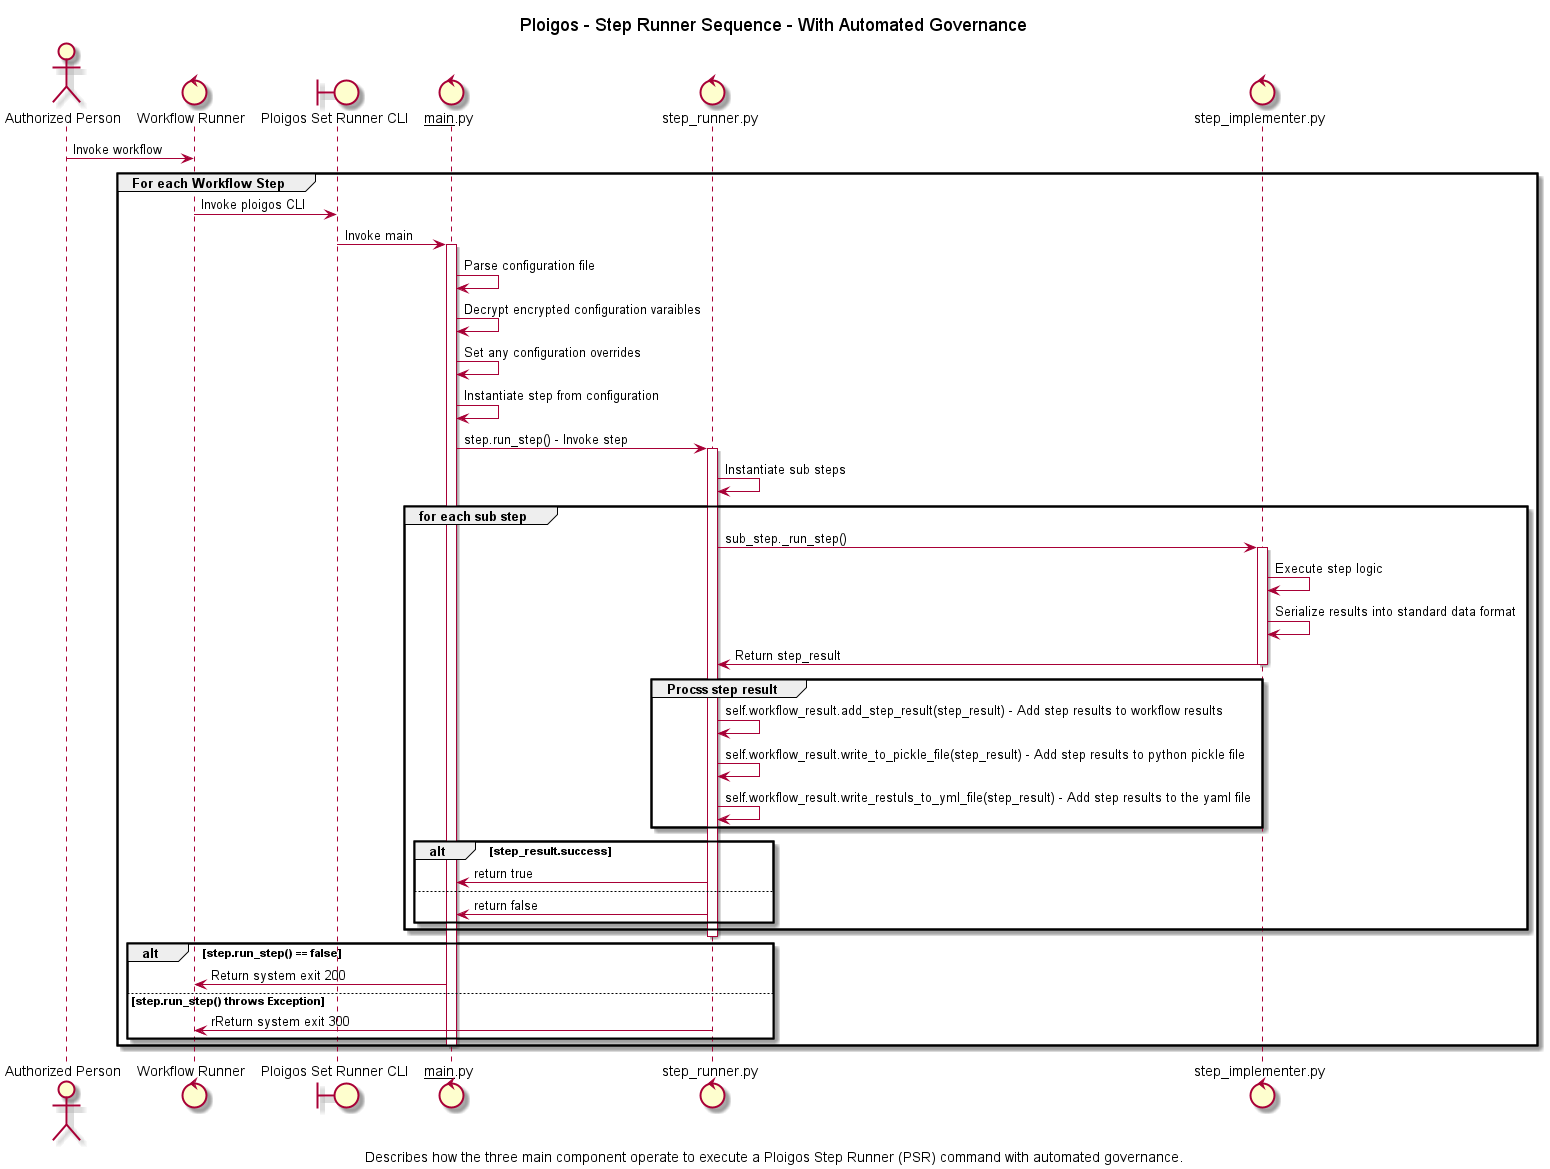 Ploigos - Step Runner Sequence - With Automated Governance
Authorized Person
Workflow Runner
Ploigos Set Runner CLI
main.py
step_runner.py
step_implementer.py
Invoke workflow
For each Workflow Step
Invoke ploigos CLI
Invoke main
Parse configuration file
Decrypt encrypted configuration varaibles
Set any configuration overrides
Instantiate step from configuration
step.run_step() - Invoke step
Instantiate sub steps
for each sub step
sub_step._run_step()
Execute step logic
Serialize results into standard data format
Return step_result
Procss step result
self.workflow_result.add_step_result(step_result) - Add step results to workflow results
self.workflow_result.write_to_pickle_file(step_result) - Add step results to python pickle file
self.workflow_result.write_restuls_to_yml_file(step_result) - Add step results to the yaml file
alt [step_result.success]
return true
return false
alt [step.run_step() == false]
Return system exit 200
[step.run_step() throws Exception]
rReturn system exit 300
Authorized Person
Workflow Runner
Ploigos Set Runner CLI
main.py
step_runner.py
step_implementer.py
Describes how the three main component operate to execute a Ploigos Step Runner (PSR) command with automated governance.